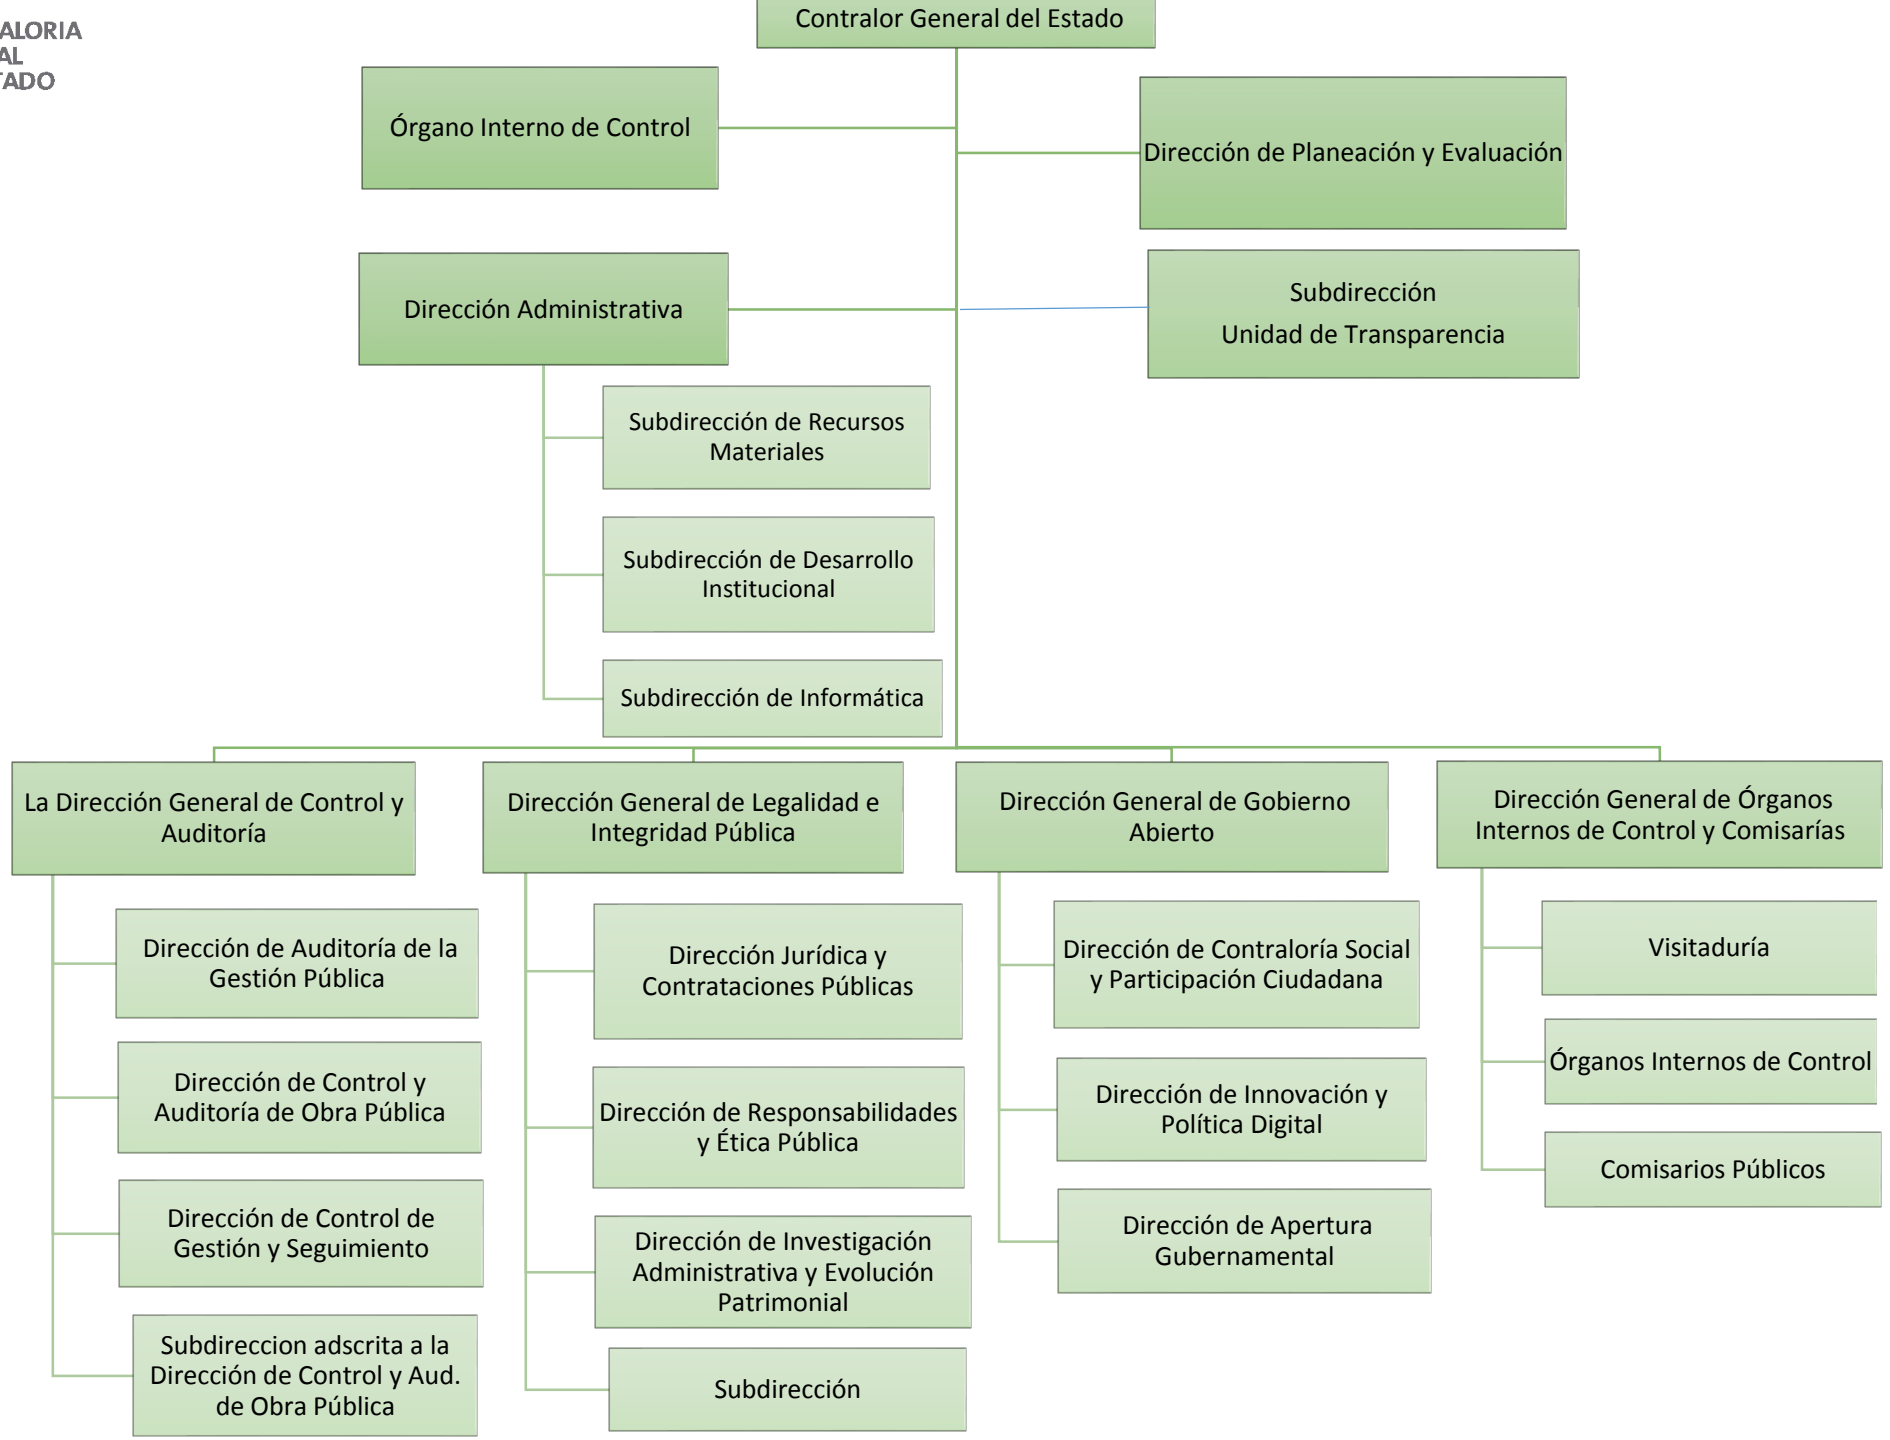 Contralor General del Estado
ALORIA
AL
TADO
Órgano Interno de Control
Dirección de Planeación y Evaluación
Dirección Administrativa
Subdirección
Unidad de Transparencia
Subdirección de Recursos
Materiales
Subdirección de Desarrollo
Institucional
Subdirección de Informática
La Dirección General de Control y
Auditoría
Dirección de Auditoría de la
Gestión Pública
Dirección de Control y
Auditoría de Obra Pública
Dirección de Control de
Gestión y Seguimiento
Subdireccion adscrita a la
Dirección de Control y Aud.
de Obra Pública
Dirección General de Legalidad e
Integridad Pública
Dirección Jurídica y
Contrataciones Públicas
Dirección de Responsabilidades
y Ética Pública
Dirección de Investigación
Administrativa y Evolución
Patrimonial
Subdirección
Dirección General de Gobierno
Abierto
Dirección de Contraloría Social
y Participación Ciudadana
Dirección de Innovación y
Política Digital
Dirección de Apertura
Gubernamental
Dirección General de Órganos
Internos de Control y Comisarías
Visitaduría
Órganos Internos de Control
Comisarios Públicos